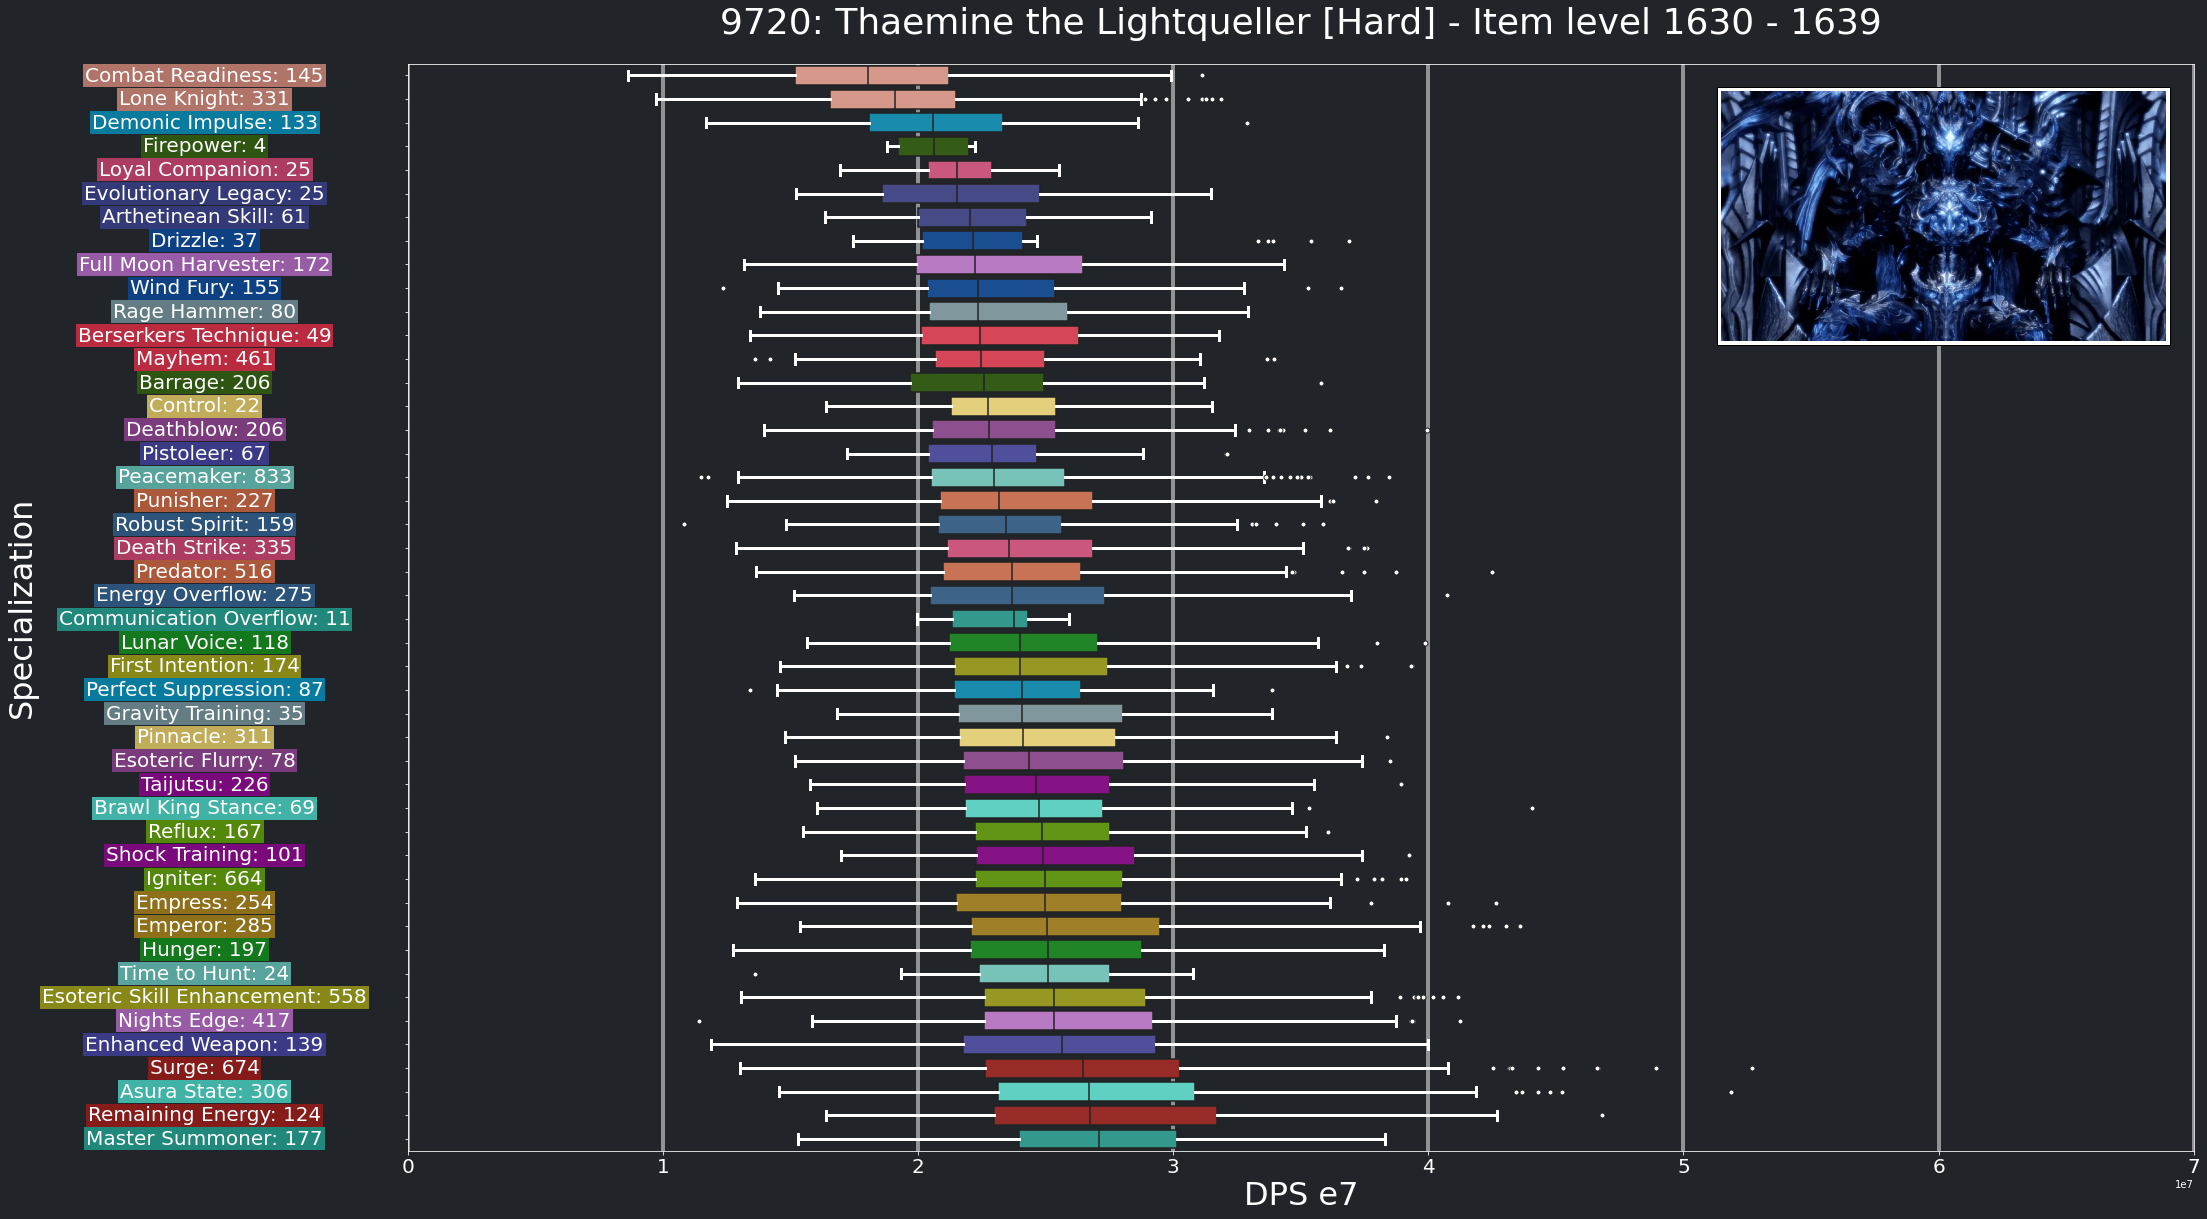 9720: Thaemine the Lightqueller [Hard] - Item level 1630 - 1639
Specialization
Combat Readiness: 145
Lone Knight: 331
Demonic Impulse: 133
Firepower: 4
Loyal Companion: 25
Evolutionary Legacy: 25
Arthetinean Skill: 61
Drizzle: 37
Full Moon Harvester: 172
Wind Fury: 155
Rage Hammer: 80
Berserkers Technique: 49
Mayhem: 461
Barrage: 206
Control: 22
Deathblow: 206
Pistoleer: 67
Peacemaker: 833
Punisher: 227
Robust Spirit: 159
Death Strike: 335
Predator: 516
Energy Overflow: 275
Communication Overflow: 11
Lunar Voice: 118
First Intention: 174
Perfect Suppression: 87
Gravity Training: 35
Pinnacle: 311
Esoteric Flurry: 78
Taijutsu: 226
Brawl King Stance: 69
Reflux: 167
Shock Training: 101
Igniter: 664
Empress: 254
Emperor: 285
Hunger: 197
Time to Hunt: 24
Esoteric Skill Enhancement: 558
Nights Edge: 417
Enhanced Weapon: 139
Surge: 674
Asura State: 306
Remaining Energy: 124
Master Summoner: 177
0 1 2 3 4 5 6 7
1e7
DPS e7